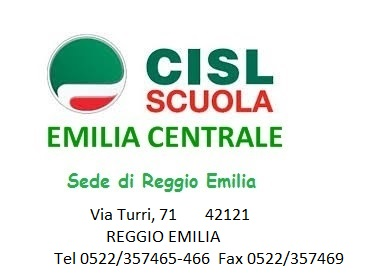 CISL
SCUOLA
EMILIA CENTRALE
Sede di Reggio Emilia
Via Turri, 71 42121
REGGIO EMILIA
Tel 0522/357465-466 Fax 0522/357469